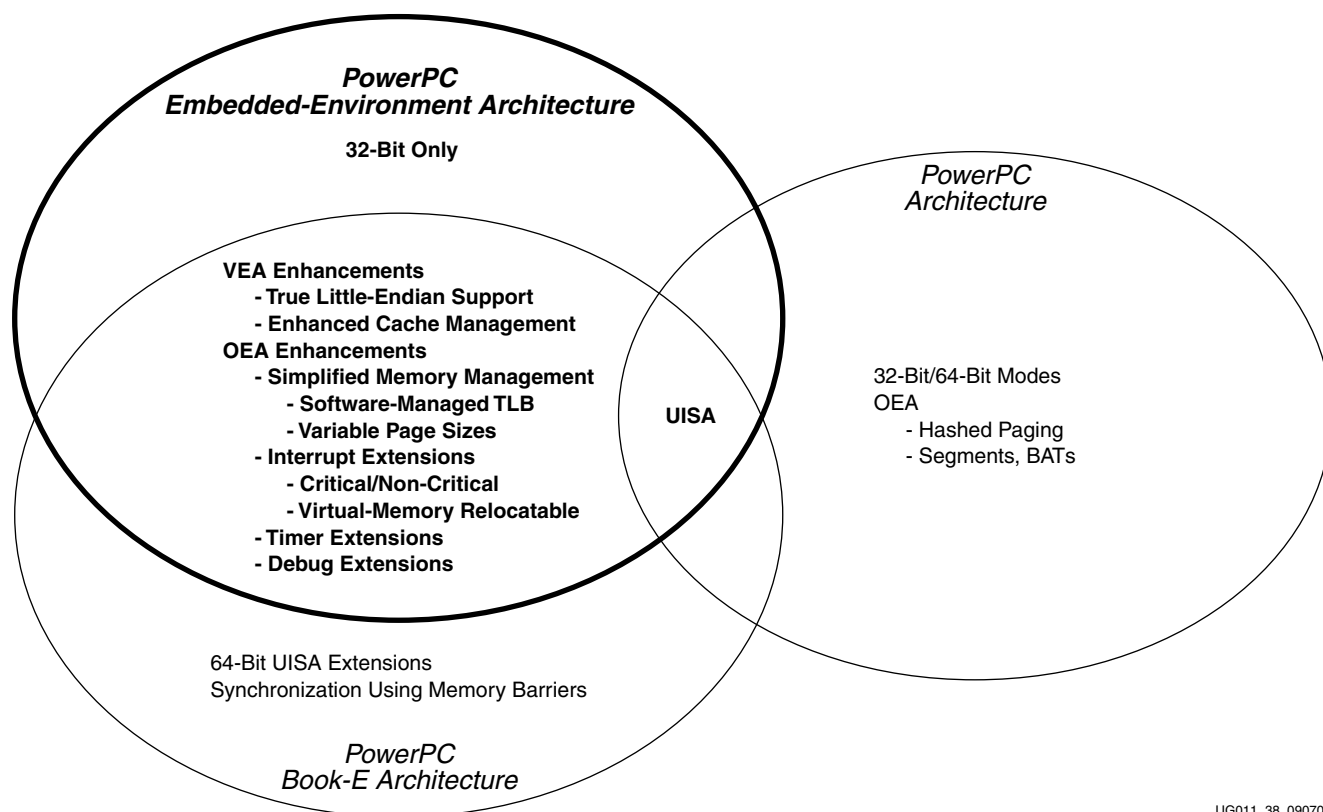 PowerPC
Embedded-Environment Architecture
32-Bit Only
PowerPC
Architecture
VEA Enhancements
- True Little-Endian Support
- Enhanced Cache Management
OEA Enhancements
- Simplified Memory Management
- Software-Managed TLB
- Variable Page Sizes
- Interrupt Extensions
- Critical/Non-Critical
- Virtual-Memory Relocatable
- Timer Extensions
- Debug Extensions
UISA
32-Bit/64-Bit Modes
OEA
- Hashed Paging
- Segments, BATs
64-Bit UISA Extensions
Synchronization Using Memory Barriers
PowerPC
Book-E Architecture
UG011_38_09070